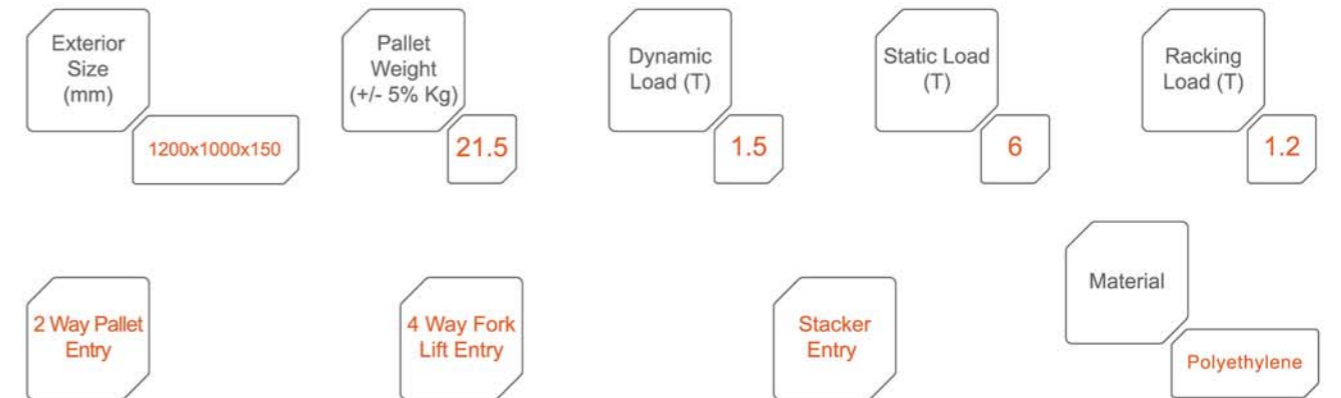 Exterior
Size
(mm)
1200x1000x150
Pallet
Weight
(+/- 5% Kg)
21.5
Dynamic
Load (T)
1.5
Static Load
(T)
6
Racking
Load (T)
1.2
2 Way Pallet
Entry
4 Way Fork
Lift Entry
Stacker
Entry
Material
Polyethylene